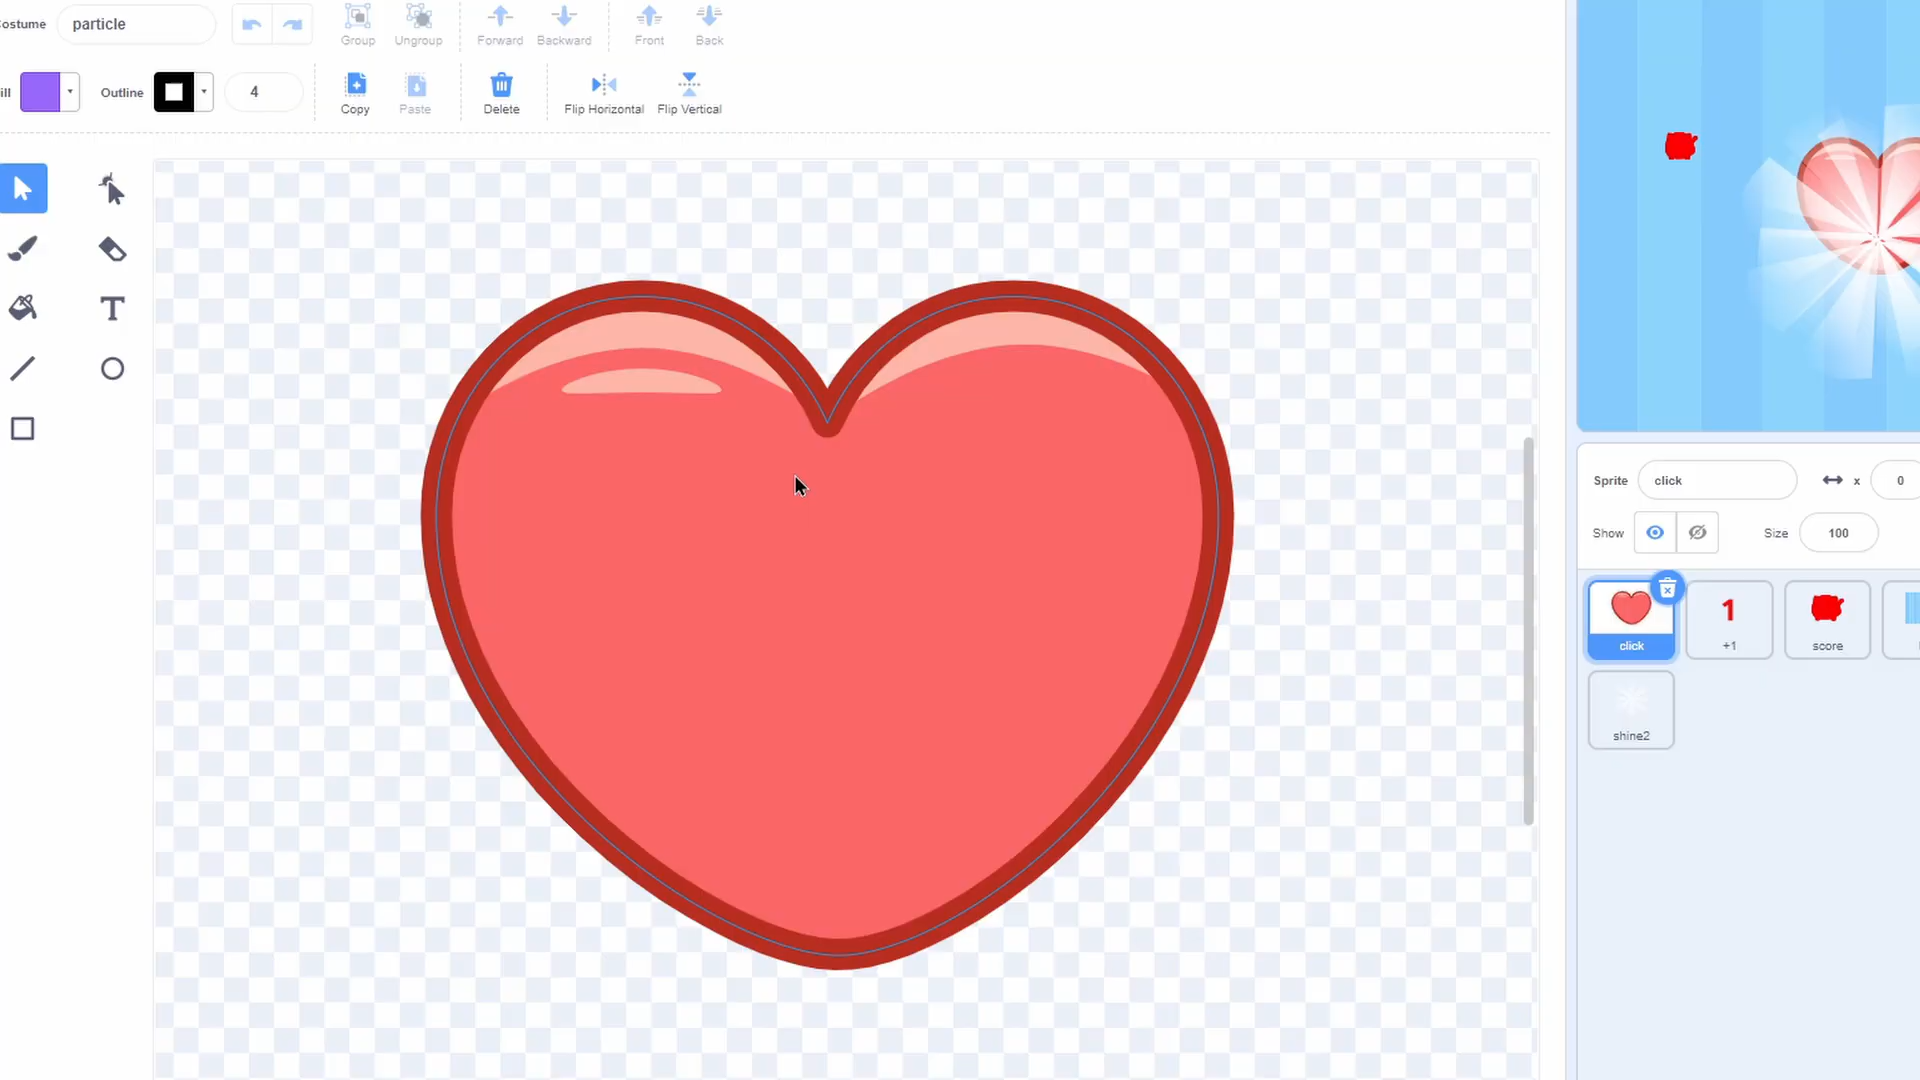 ostume particle
Group Ungroup Forward Backward Front Back
ill Outline 4
Copy Paste Delete Flip Horizontal Flip Vertical
T
Sprite click x 0
Show Size 100
1
click +1 score
shine2